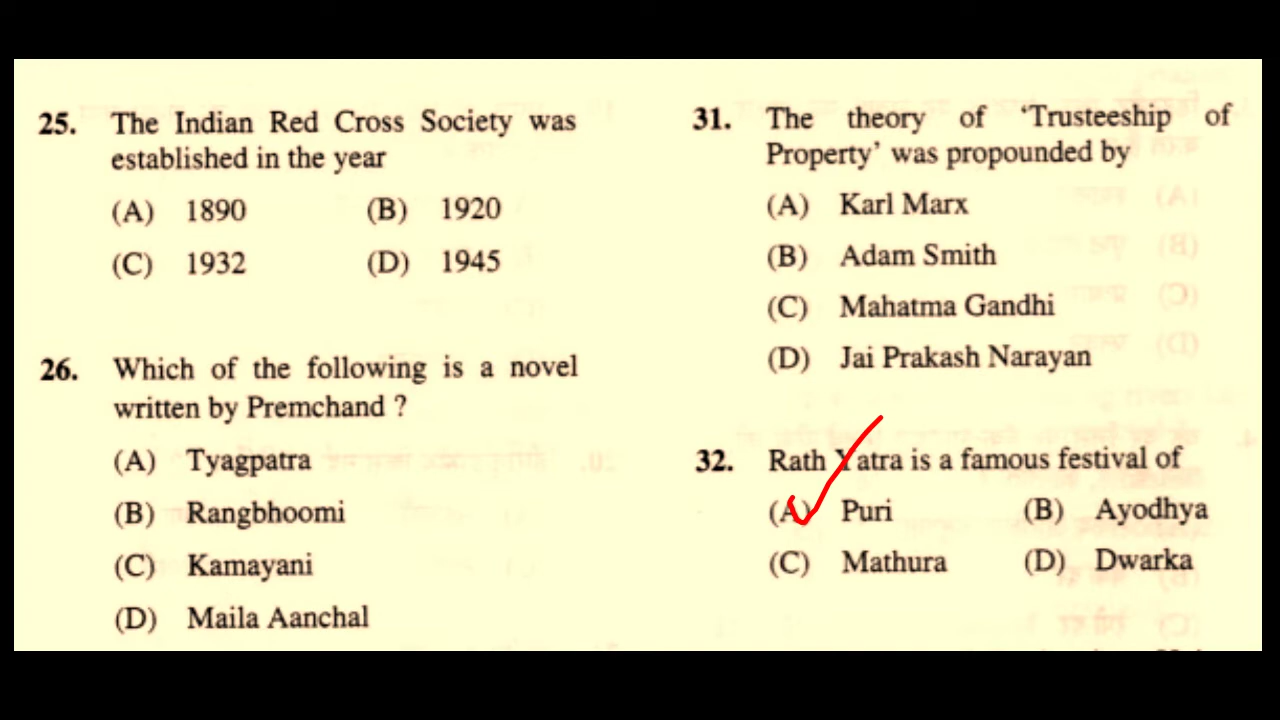 25. The Indian Red Cross Society was
established in the year
(A) 1890 (B) 1920
(C) 1932 (D) 1945
26. Which of the following is a novel
written by Premchand ?
(A) Tyagpatra
(B) Rangbhoomi
(C) Kamayani
(D) Maila Aanchal
31. The theory of ‘Trusteeship of
Property’ was propounded by
(A) Karl Marx
(B) Adam Smith
(C) Mahatma Gandhi
(D) Jai Prakash Narayan
32. Rath Yatra is a famous festival of
(A) Puri (B) Ayodhya
(C) Mathura (D) Dwarka